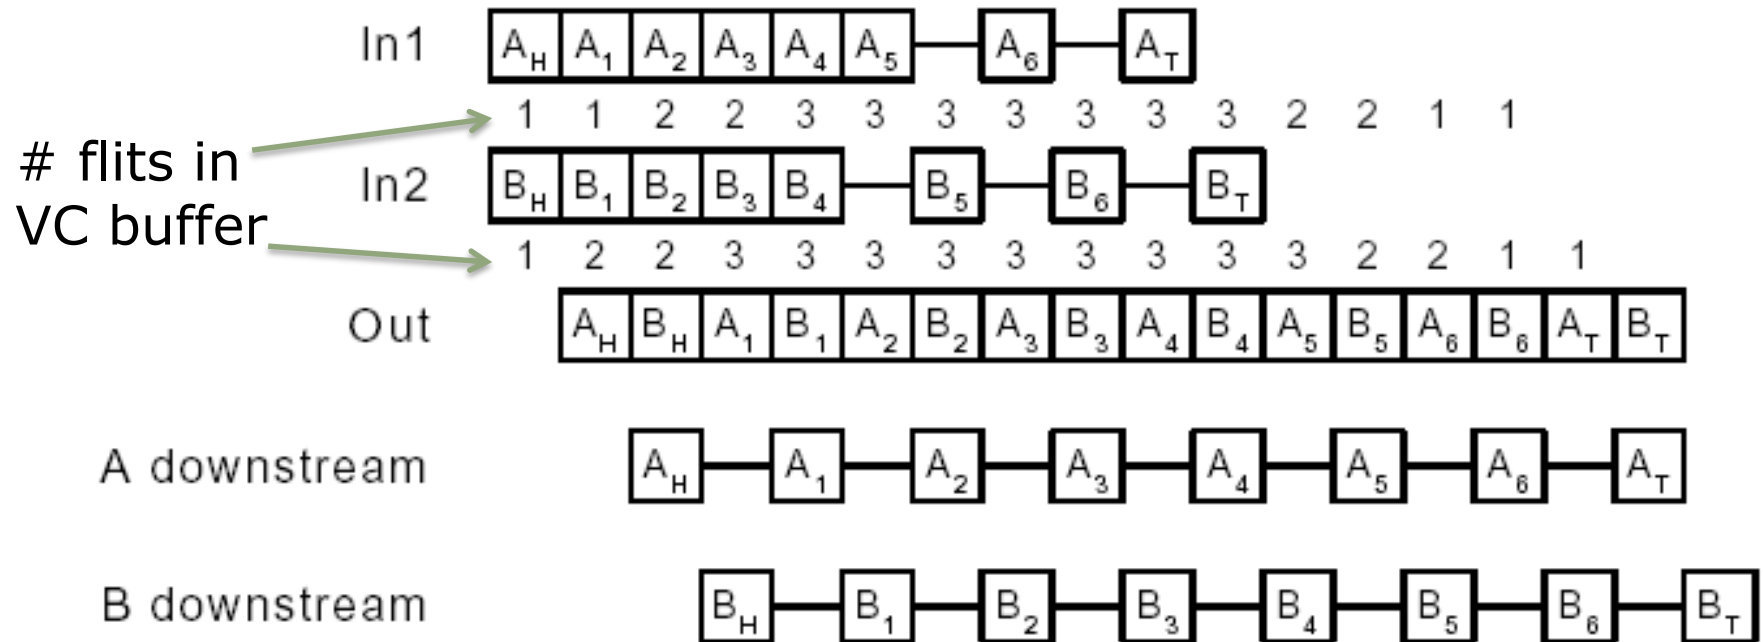 In1 A_H A_1 A_2 A_3 A_4 A_5 A_6 A_T
1 1 2 2 3 3 3 3 3 3 3 2 2 1 1
# flits in
VC buffer
In2 B_H B_1 B_2 B_3 B_4 B_5 B_6 B_T
1 2 2 3 3 3 3 3 3 3 3 3 2 2 1 1
Out A_H B_H A_1 B_1 A_2 B_2 A_3 B_3 A_4 B_4 A_5 B_5 A_6 B_6 A_T B_T
A downstream A_H A_1 A_2 A_3 A_4 A_5 A_6 A_T
B downstream B_H B_1 B_2 B_3 B_4 B_5 B_6 B_T